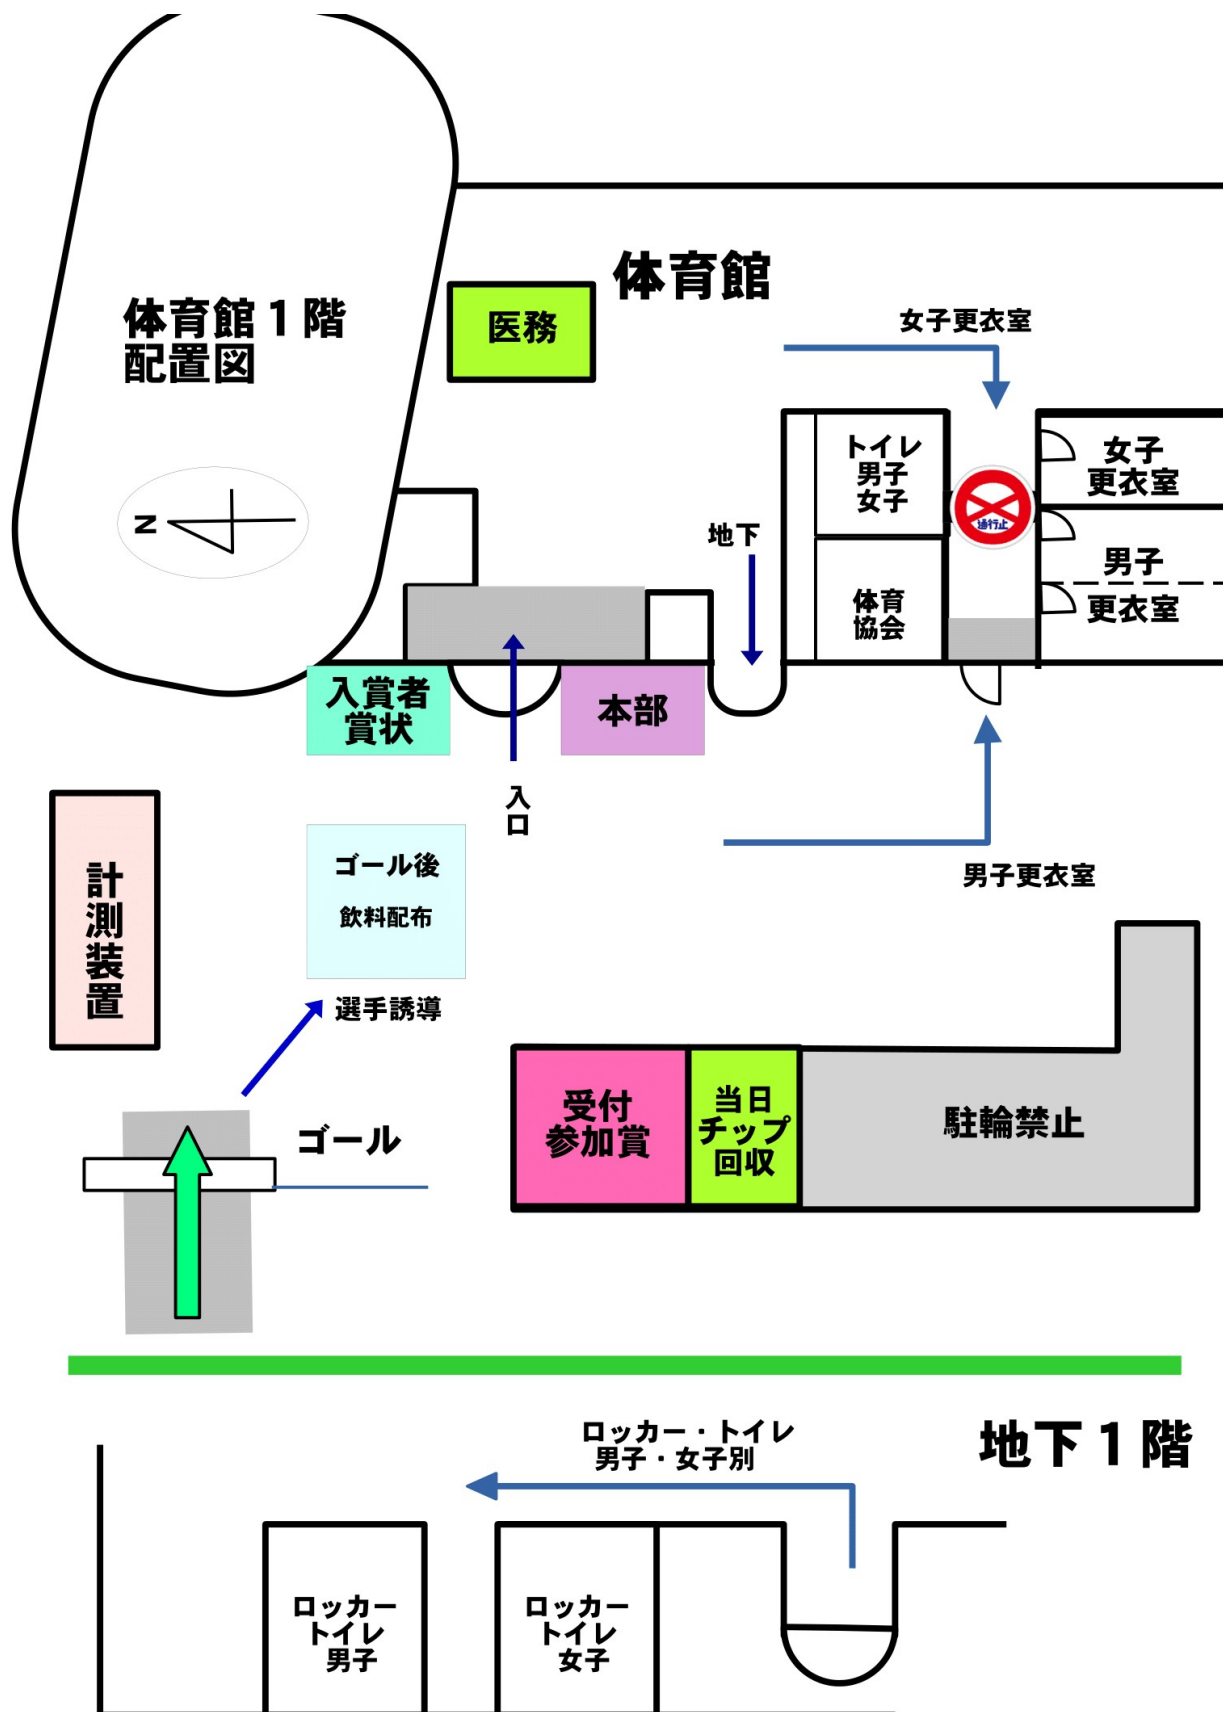 体育館
体育館１階
配置図
医務
女子更衣室
トイレ
男子
女子
女子
更衣室
通行止
N
地下
男子
更衣室
体育
協会
入賞者
賞状
本部
入口
計測装置
ゴール後
飲料配布
男子更衣室
選手誘導
ゴール
受付
参加賞
当日
チップ
回収
駐輪禁止
地下１階
ロッカー・トイレ
男子・女子別
ロッカー
トイレ
男子
ロッカー
トイレ
女子